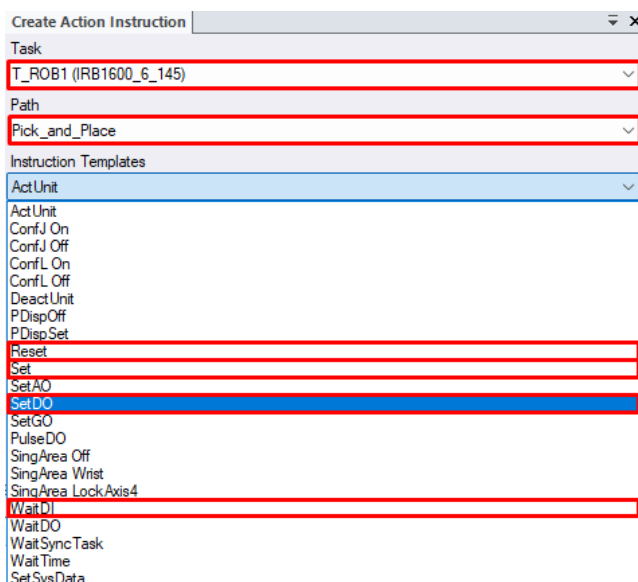 Create Action Instruction
Task
T_ROB1 (IRB1600_6_145)
Path
Pick_and_Place
Instruction Templates
ActUnit
ActUnit
ConfJ On
ConfJ Off
ConfL On
ConfL Off
DeactUnit
PDispOff
PDispSet
Reset
Set
SetAO
SetDO
SetGO
PulseDO
SingArea Off
SingArea Wrist
SingArea LockAxis4
WaitDI
WaitDO
WaitSyncTask
WaitTime
SetSysData